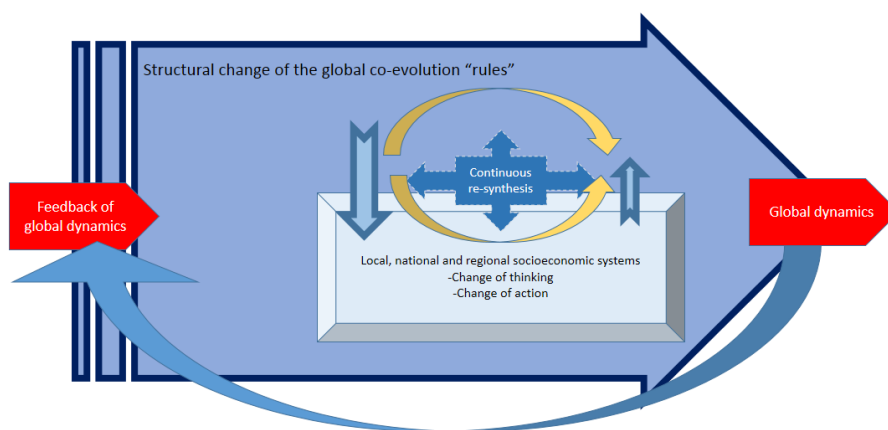 Structural change of the global co-evolution “rules”
Continuous
re-synthesis
Feedback of
global dynamics
Global dynamics
Local, national and regional socioeconomic systems
-Change of thinking
-Change of action